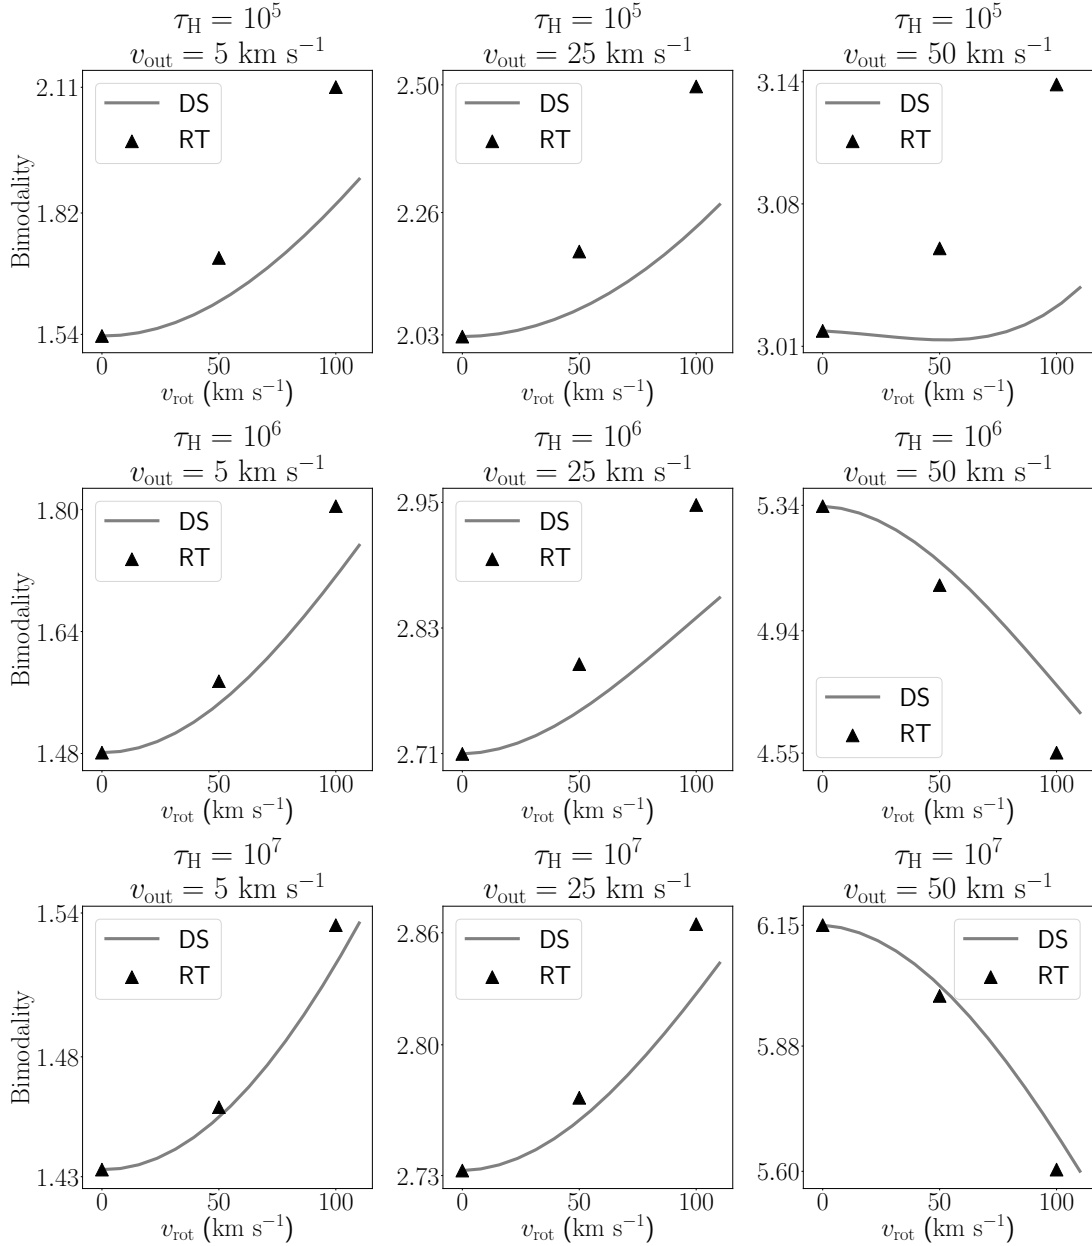 τ_H = 10^5
v_out = 5 km s^−1
τ_H = 10^5
v_out = 25 km s^−1
τ_H = 10^5
v_out = 50 km s^−1
Bimodality
2.11
1.82
1.54
DS
RT
0 50 100
v_rot (km s^−1)
2.50
2.26
2.03
DS
RT
0 50 100
v_rot (km s^−1)
3.14
3.08
3.01
DS
RT
0 50 100
v_rot (km s^−1)
τ_H = 10^6
v_out = 5 km s^−1
τ_H = 10^6
v_out = 25 km s^−1
τ_H = 10^6
v_out = 50 km s^−1
Bimodality
1.80
1.64
1.48
DS
RT
0 50 100
v_rot (km s^−1)
2.95
2.83
2.71
DS
RT
0 50 100
v_rot (km s^−1)
5.34
4.94
4.55
DS
RT
0 50 100
v_rot (km s^−1)
τ_H = 10^7
v_out = 5 km s^−1
τ_H = 10^7
v_out = 25 km s^−1
τ_H = 10^7
v_out = 50 km s^−1
Bimodality
1.54
1.48
1.43
DS
RT
0 50 100
v_rot (km s^−1)
2.86
2.80
2.73
DS
RT
0 50 100
v_rot (km s^−1)
6.15
5.88
5.60
DS
RT
0 50 100
v_rot (km s^−1)